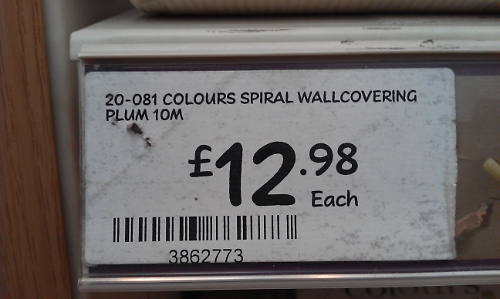 20-081 COLOURS SPIRAL WALLCOVERING
PLUM 10M
£12.98
Each
3862773